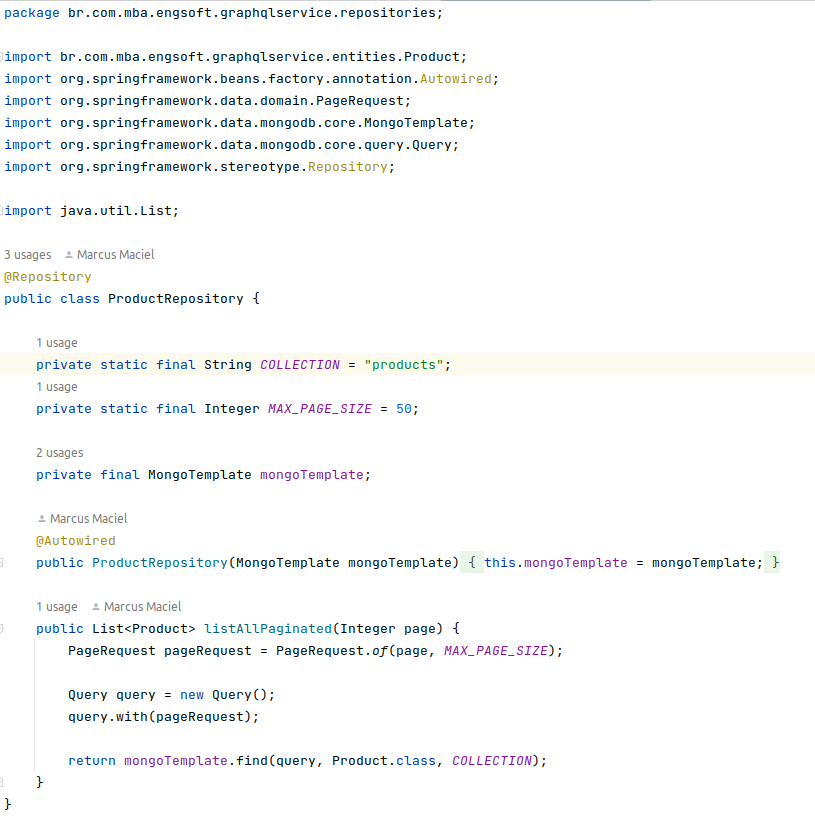 package br.com.mba.engsoft.graphqlservice.repositories;
import br.com.mba.engsoft.graphqlservice.entities.Product;
import org.springframework.beans.factory.annotation.Autowired;
import org.springframework.data.domain.PageRequest;
import org.springframework.data.mongodb.core.MongoTemplate;
import org.springframework.data.mongodb.core.query.Query;
import org.springframework.stereotype.Repository;
import java.util.List;
3 usages Marcus Maciel
@Repository
public class ProductRepository {
1 usage
private static final String COLLECTION = "products";
1 usage
private static final Integer MAX_PAGE_SIZE = 50;
2 usages
private final MongoTemplate mongoTemplate;
Marcus Maciel
@Autowired
public ProductRepository(MongoTemplate mongoTemplate) { this.mongoTemplate = mongoTemplate; }
1 usage Marcus Maciel
public List<Product> listAllPaginated(Integer page) {
PageRequest pageRequest = PageRequest.of(page, MAX_PAGE_SIZE);
Query query = new Query();
query.with(pageRequest);
return mongoTemplate.find(query, Product.class, COLLECTION);
}
}